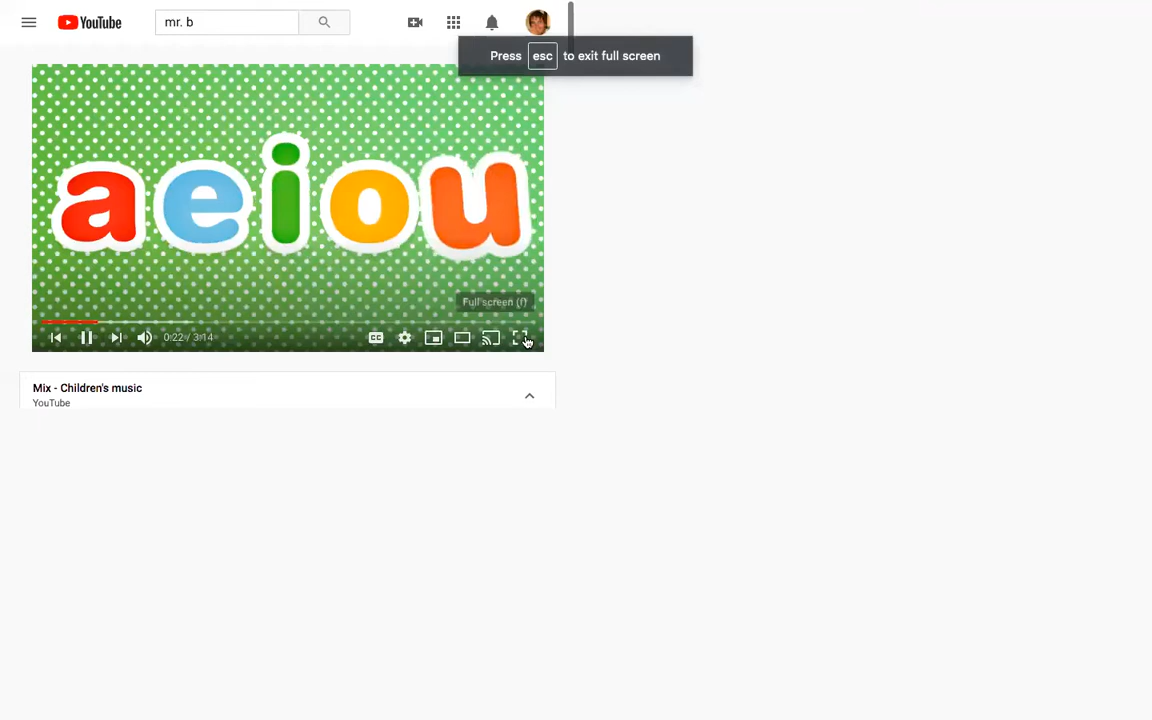 YouTube
mr. b
Press esc to exit full screen
aeiou
Full screen (f)
CC
0:22 / 3:14
Mix - Children's music
YouTube